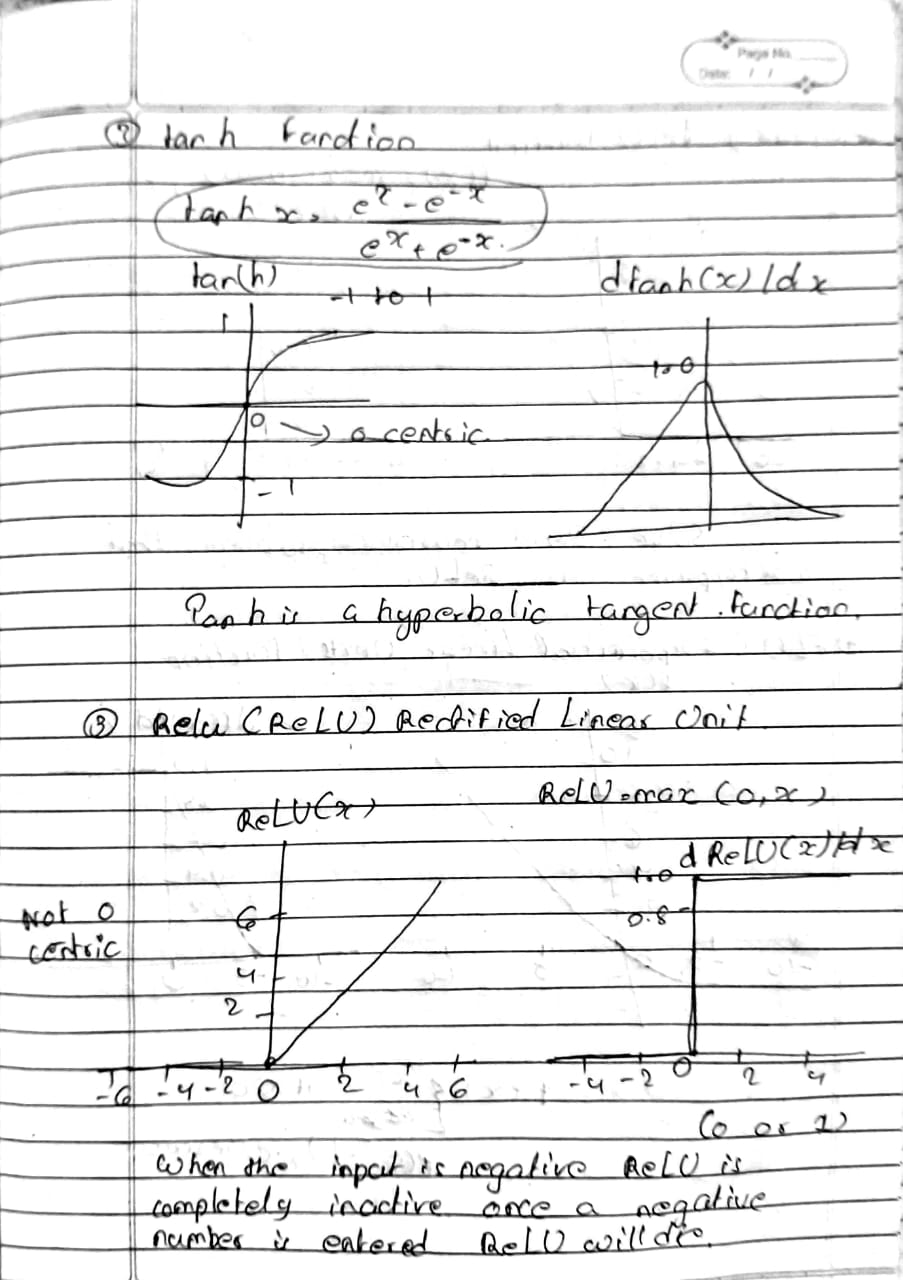 Page No.
Date: / /
② tanh Function
tanh x = e^x - e^-x / e^x + e^-x
tan(h)
-1 to 1
dtanh(x)/dx
1
1.0
0 → 0 centric
-1
Tanh is a hyperbolic tangent function.
③ Relu (ReLU) Rectified Linear Unit
ReLU = max (0, x)
ReLU(x)
d ReLU(x)/dx
1.0
Not 0
centric
6
0.8
4
2
-6 -4 -2 0 2 4 6
-4 -2 0 2 4
(0 or 1)
When the input is negative ReLU is
completely inactive once a negative
number is entered ReLU will die.